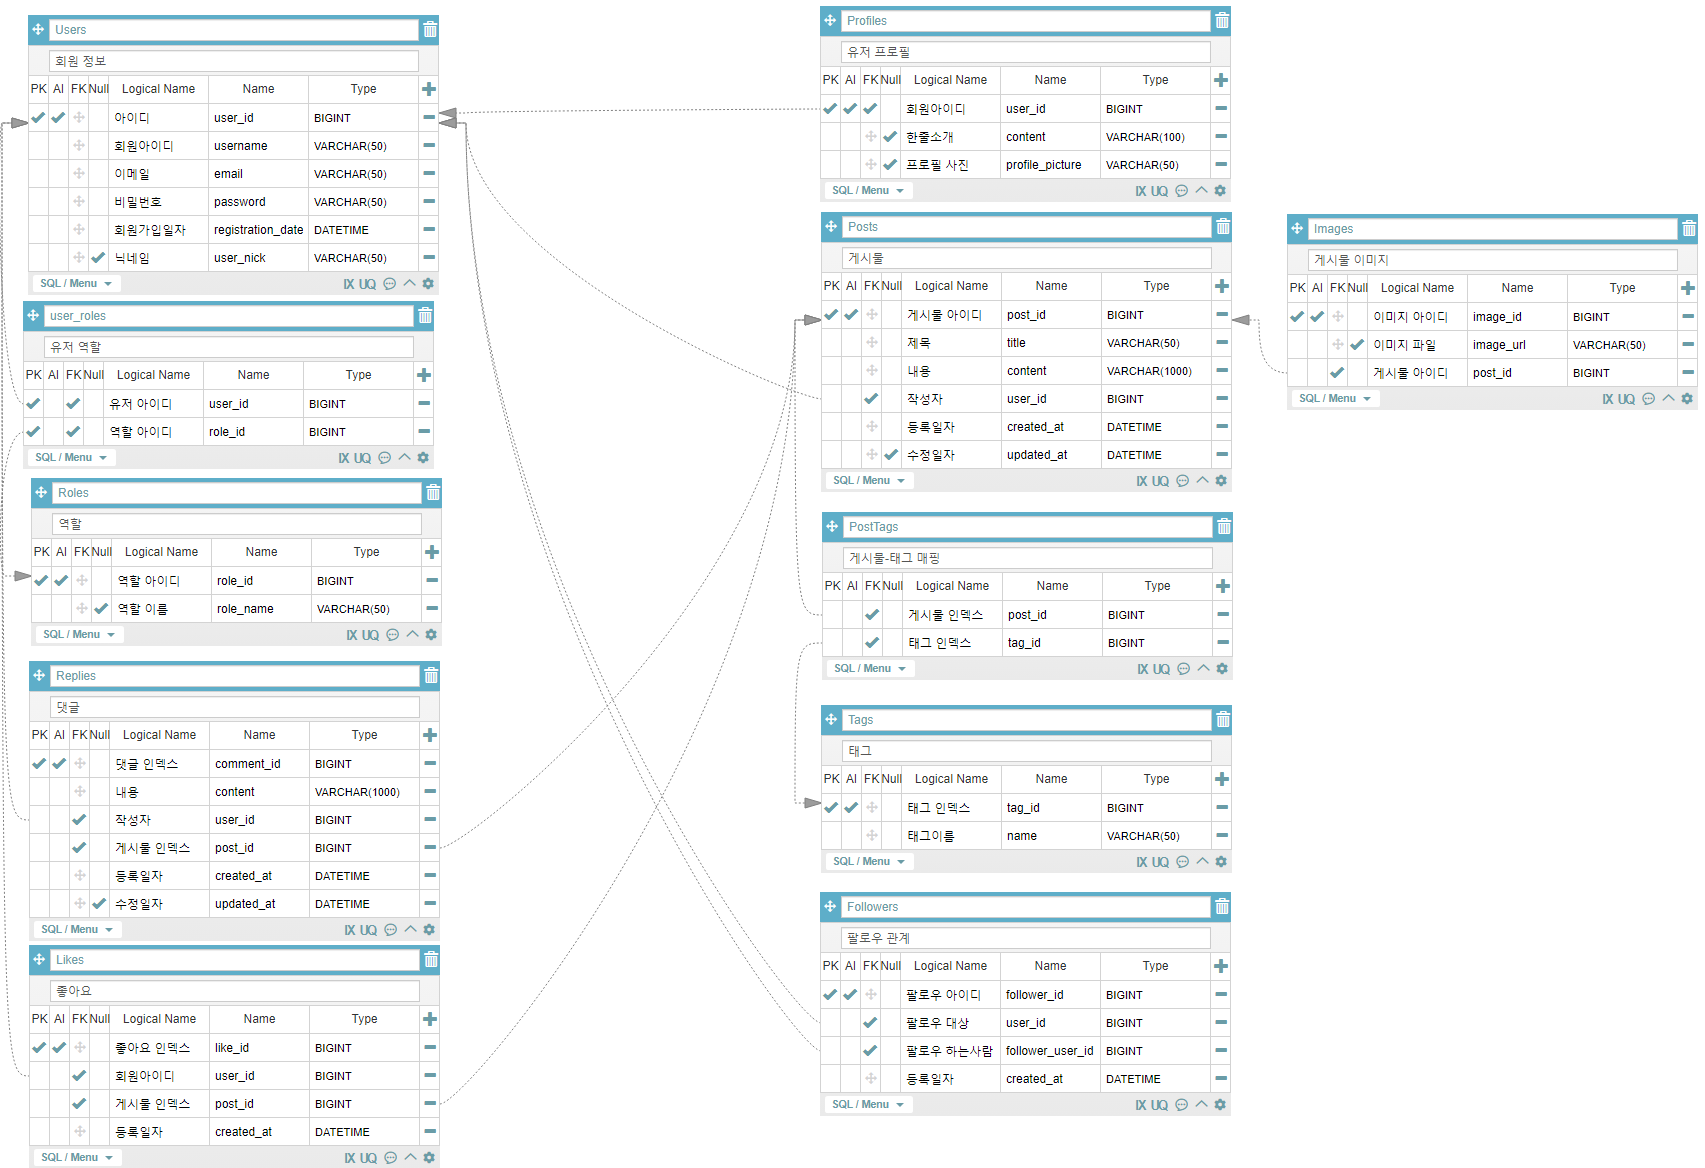 Users
회원 정보
PK AI FK Null Logical Name Name Type
아이디 user_id BIGINT
회원아이디 username VARCHAR(50)
이메일 email VARCHAR(50)
비밀번호 password VARCHAR(50)
회원가입일자 registration_date DATETIME
닉네임 user_nick VARCHAR(50)
SQL / Menu IX UQ
user_roles
유저 역할
PK AI FK Null Logical Name Name Type
유저 아이디 user_id BIGINT
역할 아이디 role_id BIGINT
SQL / Menu IX UQ
Roles
역할
PK AI FK Null Logical Name Name Type
역할 아이디 role_id BIGINT
역할 이름 role_name VARCHAR(50)
SQL / Menu IX UQ
Replies
댓글
PK AI FK Null Logical Name Name Type
댓글 인덱스 comment_id BIGINT
내용 content VARCHAR(1000)
작성자 user_id BIGINT
게시물 인덱스 post_id BIGINT
등록일자 created_at DATETIME
수정일자 updated_at DATETIME
SQL / Menu IX UQ
Likes
좋아요
PK AI FK Null Logical Name Name Type
좋아요 인덱스 like_id BIGINT
회원아이디 user_id BIGINT
게시물 인덱스 post_id BIGINT
등록일자 created_at DATETIME
SQL / Menu IX UQ
Profiles
유저 프로필
PK AI FK Null Logical Name Name Type
회원아이디 user_id BIGINT
한줄소개 content VARCHAR(100)
프로필 사진 profile_picture VARCHAR(50)
SQL / Menu IX UQ
Posts
게시물
PK AI FK Null Logical Name Name Type
게시물 아이디 post_id BIGINT
제목 title VARCHAR(50)
내용 content VARCHAR(1000)
작성자 user_id BIGINT
등록일자 created_at DATETIME
수정일자 updated_at DATETIME
SQL / Menu IX UQ
PostTags
게시물-태그 매핑
PK AI FK Null Logical Name Name Type
게시물 인덱스 post_id BIGINT
태그 인덱스 tag_id BIGINT
SQL / Menu IX UQ
Tags
태그
PK AI FK Null Logical Name Name Type
태그 인덱스 tag_id BIGINT
태그이름 name VARCHAR(50)
SQL / Menu IX UQ
Followers
팔로우 관계
PK AI FK Null Logical Name Name Type
팔로우 아이디 follower_id BIGINT
팔로우 대상 user_id BIGINT
팔로우 하는사람 follower_user_id BIGINT
등록일자 created_at DATETIME
SQL / Menu IX UQ
Images
게시물 이미지
PK AI FK Null Logical Name Name Type
이미지 아이디 image_id BIGINT
이미지 파일 image_url VARCHAR(50)
게시물 아이디 post_id BIGINT
SQL / Menu IX UQ